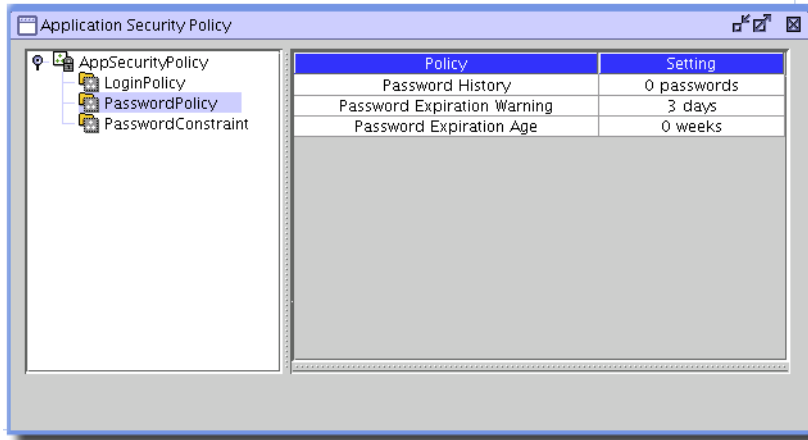 Application Security Policy
AppSecurityPolicy
LoginPolicy
PasswordPolicy
PasswordConstraint
Policy Setting
Password History 0 passwords
Password Expiration Warning 3 days
Password Expiration Age 0 weeks